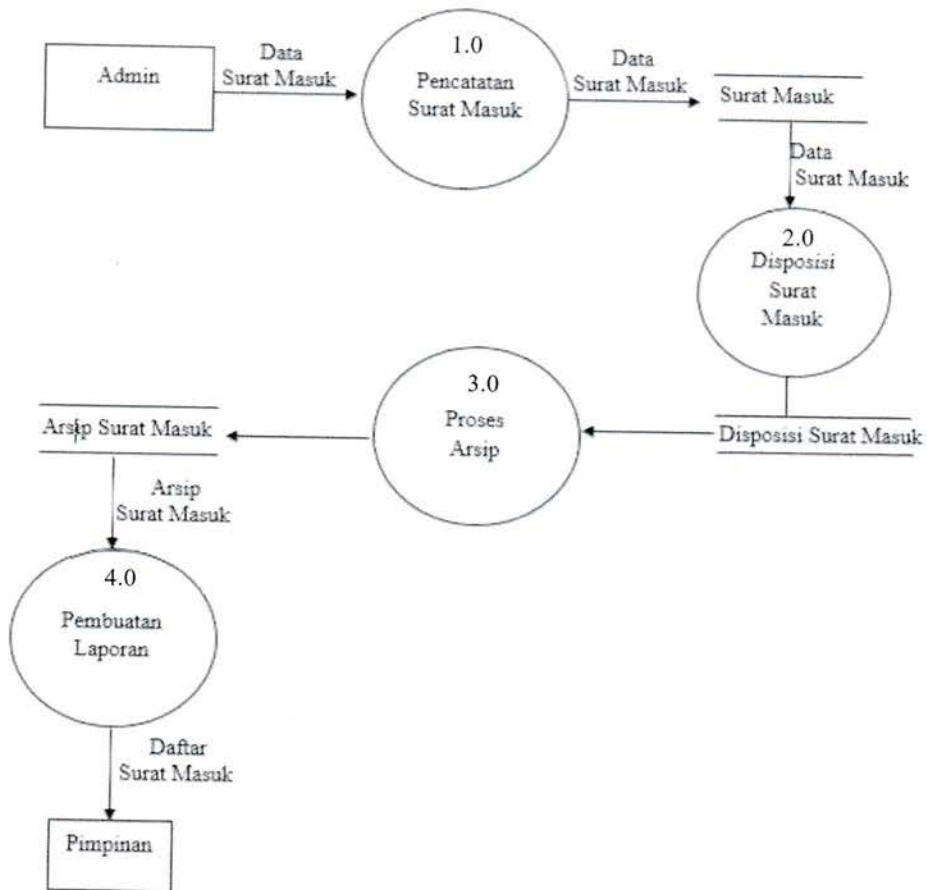 Admin
Data
Surat Masuk
1.0
Pencatatan
Surat Masuk
Data
Surat Masuk
Surat Masuk
Data
Surat Masuk
2.0
Disposisi
Surat
Masuk
Disposisi Surat Masuk
3.0
Proses
Arsip
Arsip Surat Masuk
Arsip
Surat Masuk
4.0
Pembuatan
Laporan
Daftar
Surat Masuk
Pimpinan